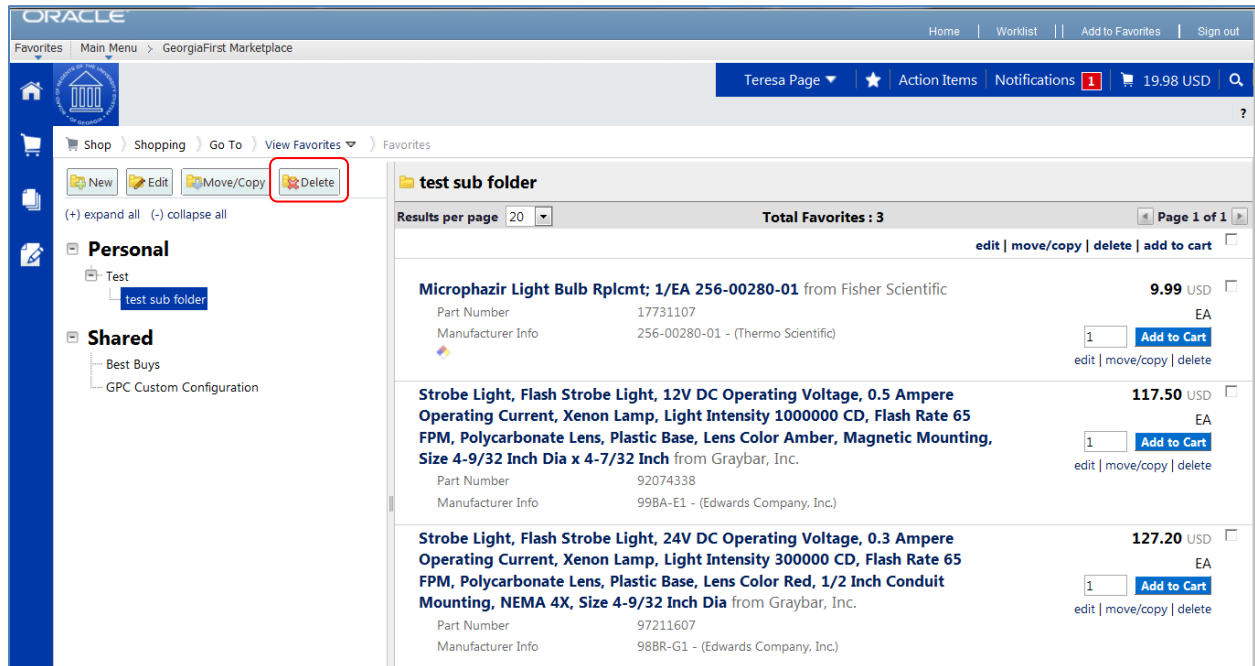 ORACLE
Home | Worklist | | Add to Favorites | Sign out
Favorites Main Menu > GeorgiaFirst Marketplace
Teresa Page Action Items Notifications 1 19.98 USD
?
Shop Shopping Go To View Favorites Favorites
New Edit Move/Copy Delete
(+) expand all (-) collapse all
Personal
Test
test sub folder
Shared
Best Buys
GPC Custom Configuration
test sub folder
Results per page 20 Total Favorites : 3 Page 1 of 1
edit | move/copy | delete | add to cart
Microphazir Light Bulb Rplcmt; 1/EA 256-00280-01 from Fisher Scientific 9.99 USD
Part Number 17731107 EA
Manufacturer Info 256-00280-01 - (Thermo Scientific) 1 Add to Cart
edit | move/copy | delete
Strobe Light, Flash Strobe Light, 12V DC Operating Voltage, 0.5 Ampere 117.50 USD
Operating Current, Xenon Lamp, Light Intensity 1000000 CD, Flash Rate 65 EA
FPM, Polycarbonate Lens, Plastic Base, Lens Color Amber, Magnetic Mounting, 1 Add to Cart
Size 4-9/32 Inch Dia x 4-7/32 Inch from Graybar, Inc. edit | move/copy | delete
Part Number 92074338
Manufacturer Info 99BA-E1 - (Edwards Company, Inc.)
Strobe Light, Flash Strobe Light, 24V DC Operating Voltage, 0.3 Ampere 127.20 USD
Operating Current, Xenon Lamp, Light Intensity 300000 CD, Flash Rate 65 EA
FPM, Polycarbonate Lens, Plastic Base, Lens Color Red, 1/2 Inch Conduit 1 Add to Cart
Mounting, NEMA 4X, Size 4-9/32 Inch Dia from Graybar, Inc. edit | move/copy | delete
Part Number 97211607
Manufacturer Info 98BR-G1 - (Edwards Company, Inc.)